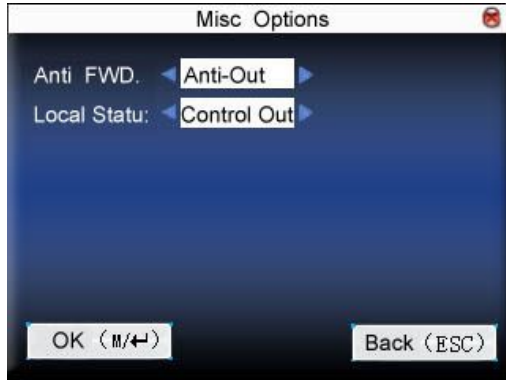 Misc Options
Anti FWD. Anti-Out
Local Statu: Control Out
OK (M/↵) Back (ESC)